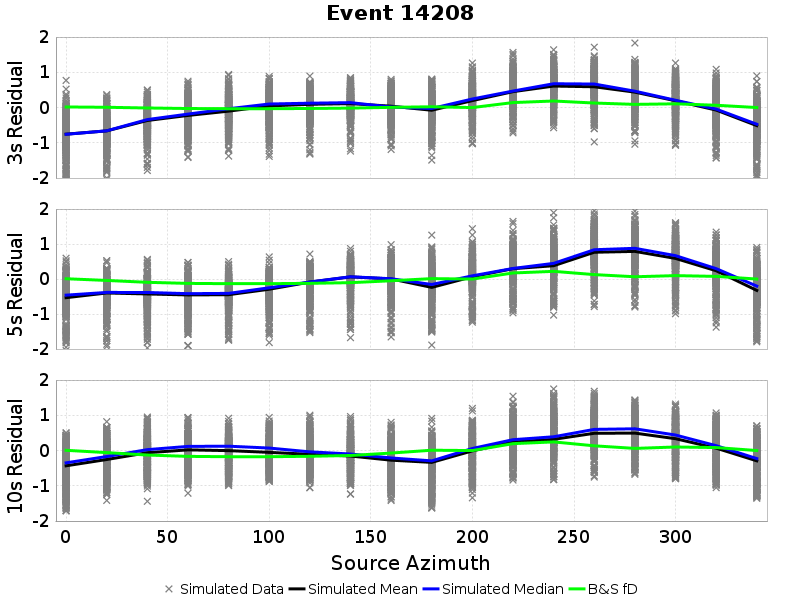 Event 14208
3s Residual
2
1
0
-1
-2
5s Residual
2
1
0
-1
-2
10s Residual
2
1
0
-1
-2
0 50 100 150 200 250 300
Source Azimuth
Simulated Data Simulated Mean Simulated Median B&S fD